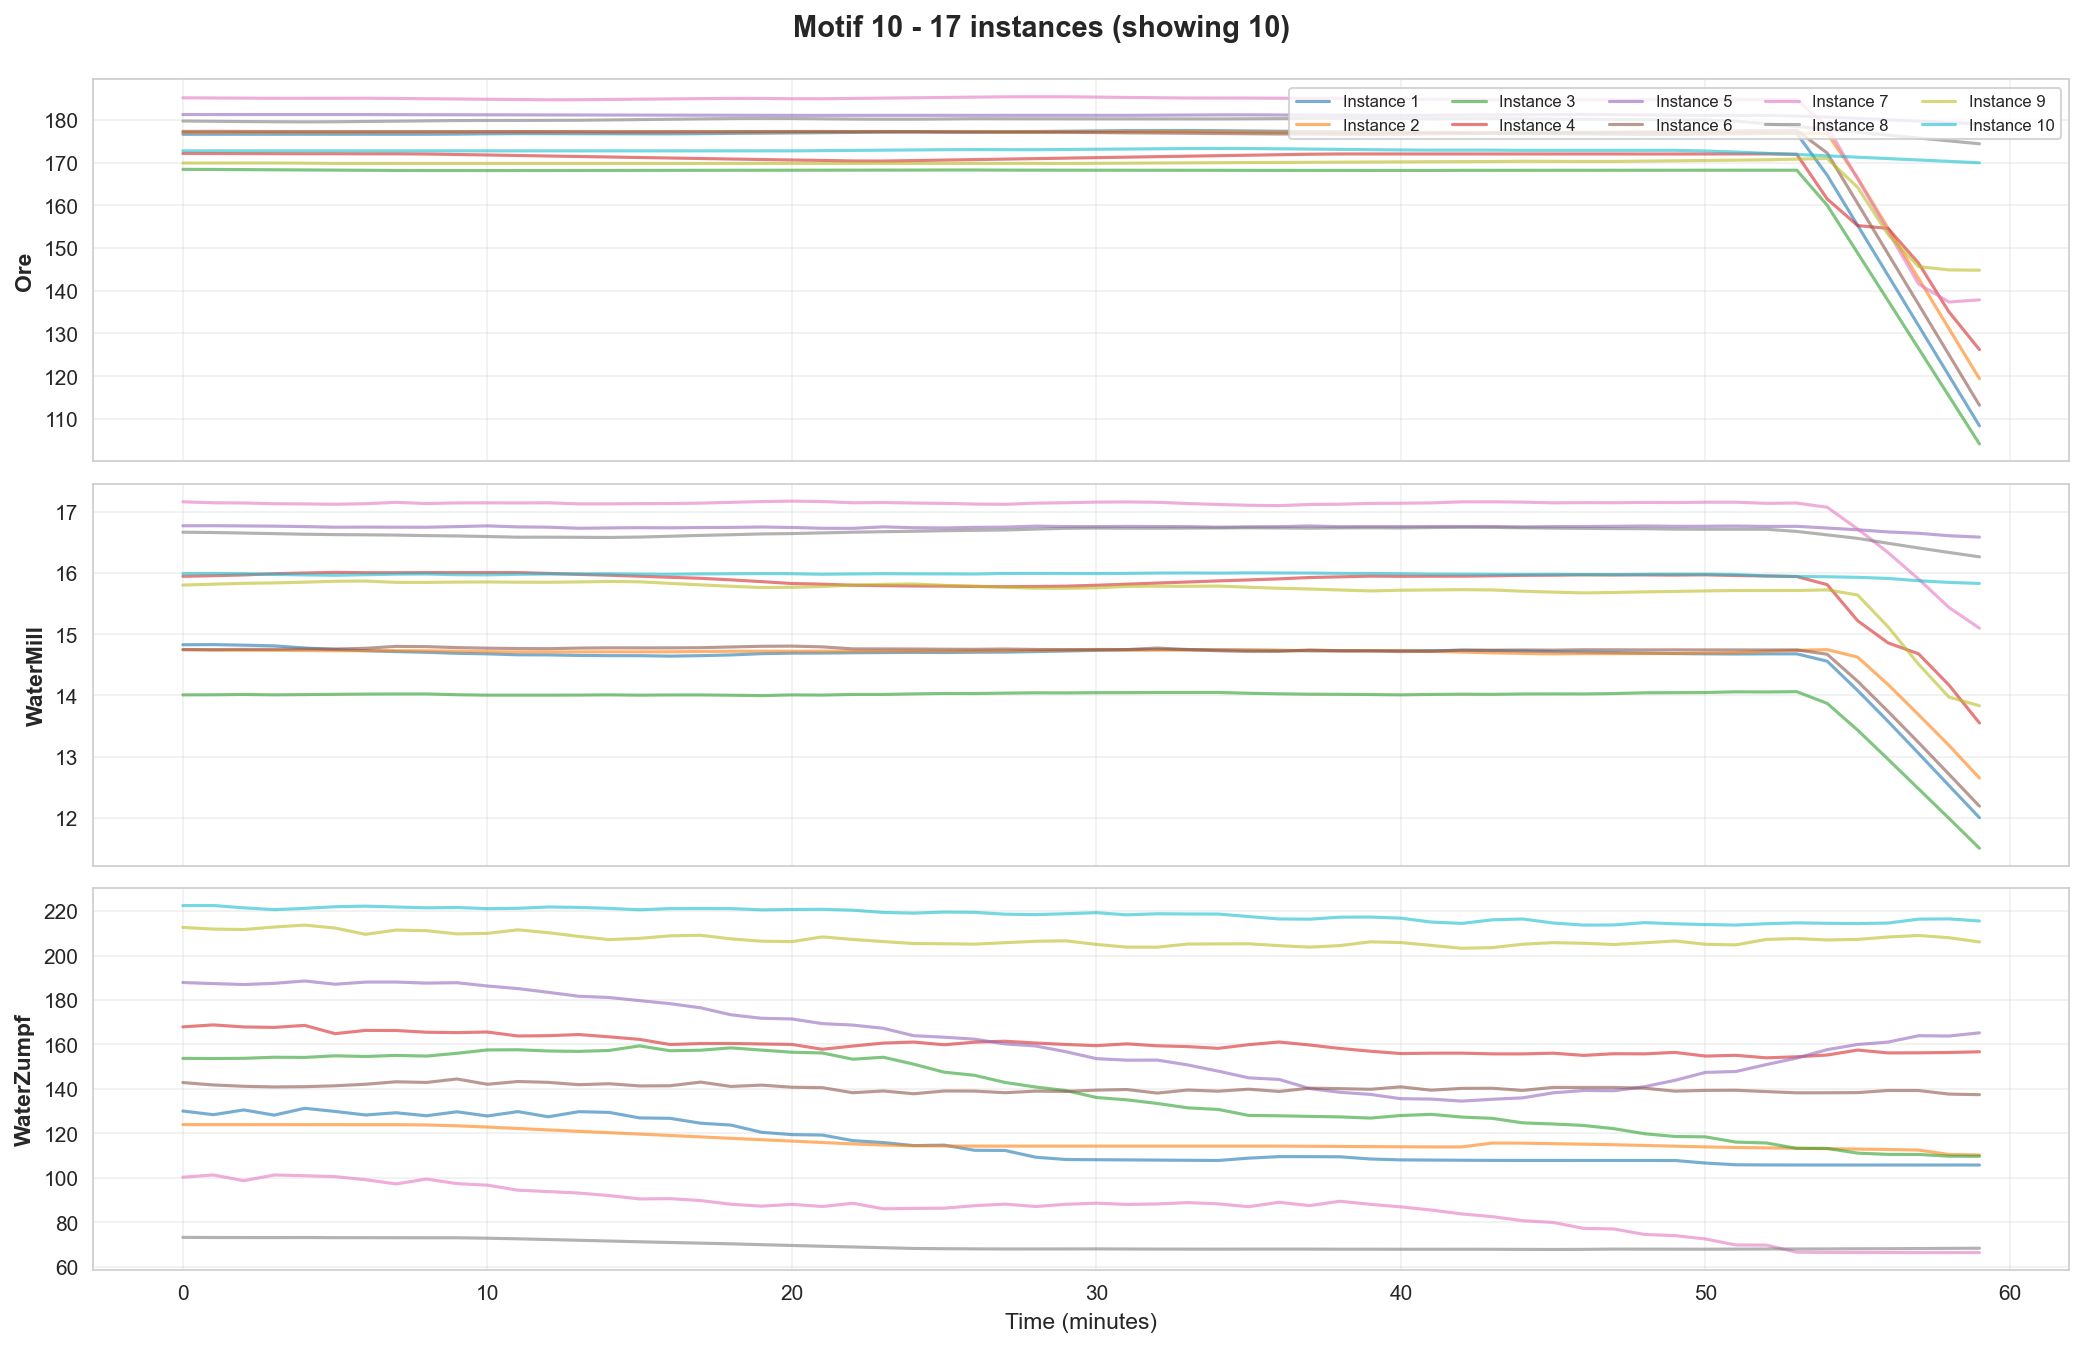 Motif 10 - 17 instances (showing 10)
Instance 1 Instance 3 Instance 5 Instance 7 Instance 9
Instance 2 Instance 4 Instance 6 Instance 8 Instance 10
Ore
180
170
160
150
140
130
120
110
WaterMill
17
16
15
14
13
12
WaterZumpf
220
200
180
160
140
120
100
80
60
0 10 20 30 40 50 60
Time (minutes)